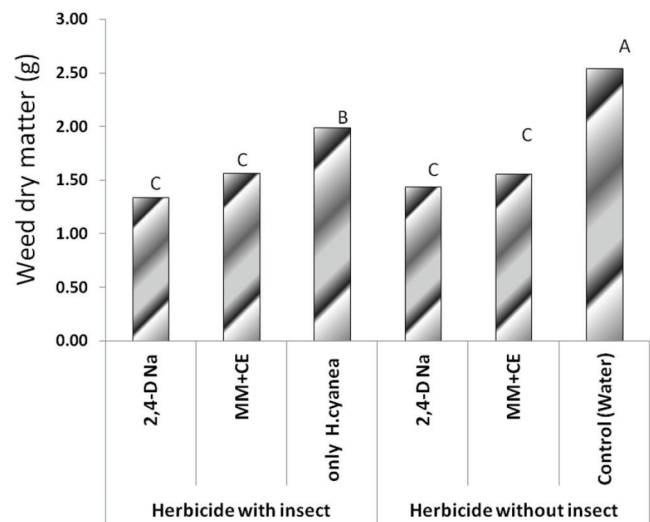 Weed dry matter (g)
3.00
2.50
2.00
1.50
1.00
0.50
0.00
C
C
B
C
C
A
2,4-D Na
MM+CE
only H.cyanea
2,4-D Na
MM+CE
Control (Water)
Herbicide with insect
Herbicide without insect